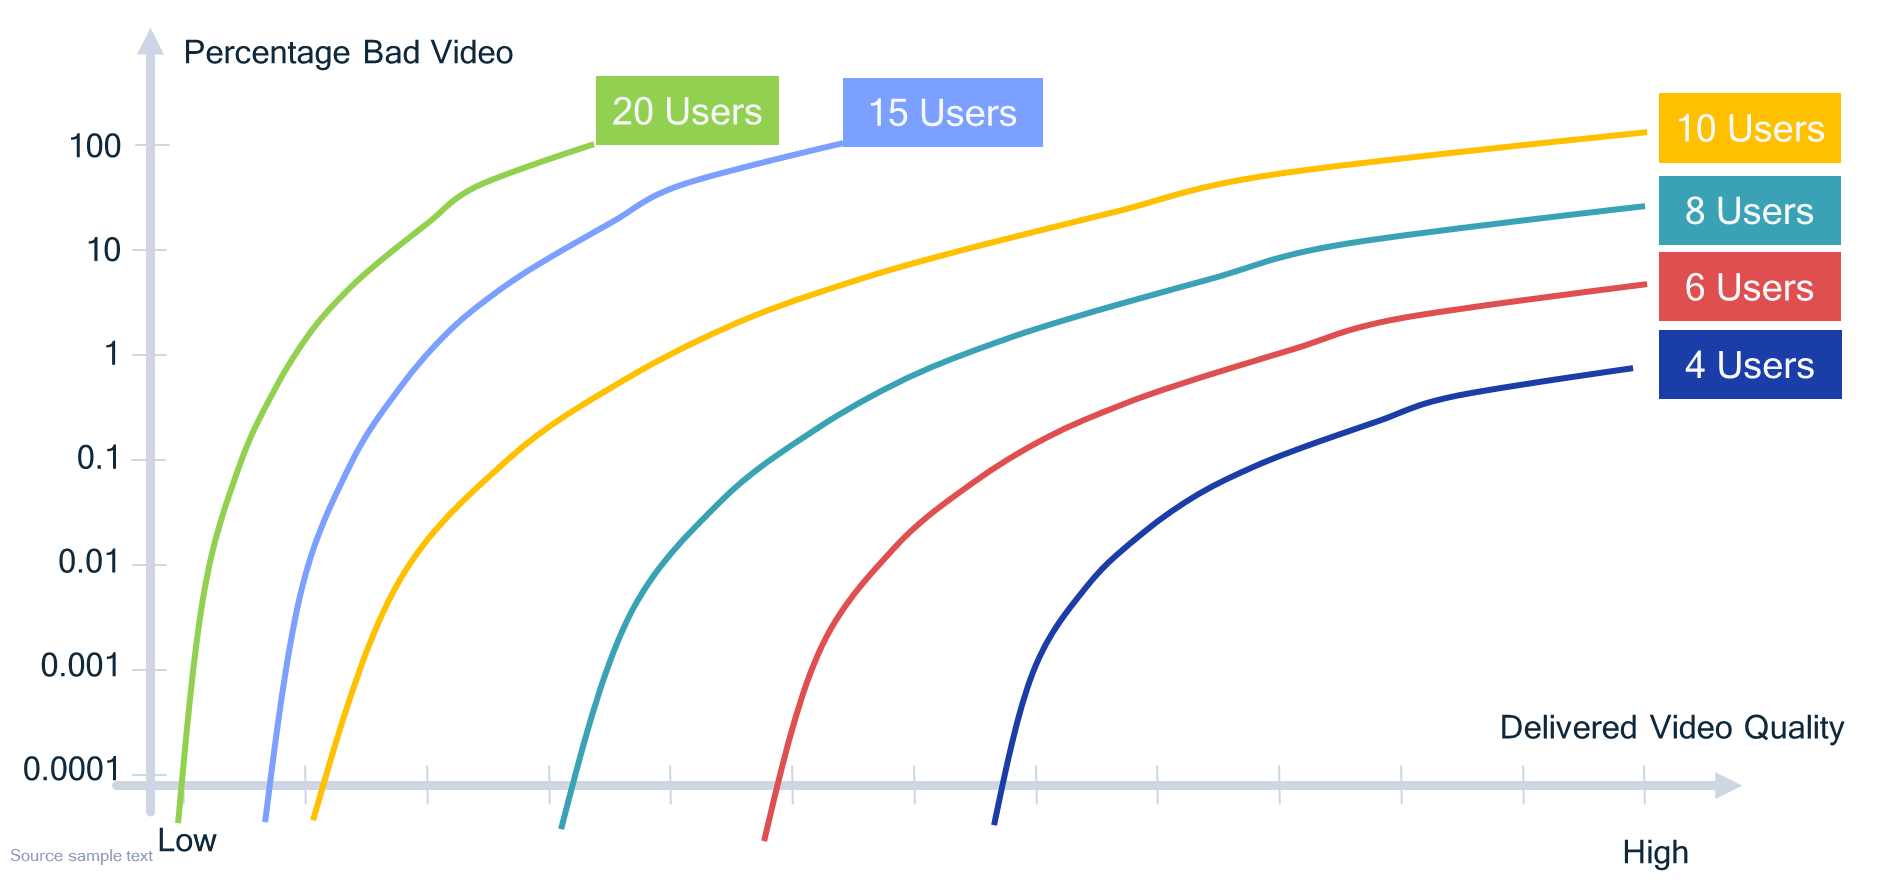 Percentage Bad Video
20 Users
15 Users
10 Users
8 Users
6 Users
4 Users
100
10
1
0.1
0.01
0.001
0.0001
Delivered Video Quality
Low
High
Source sample text